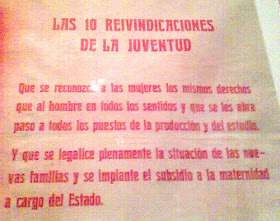 LAS 10 REIVINDICACIONES
DE LA JUVENTUD
Que se reconozca a las mujeres los mismos derechos
que al hombre en todos los sentidos y que se les abra
paso a todos los puestos de la producción y del estudio.
Y que se legalice plenamente la situación de las nue-
vas familias y se implante el subsidio a la maternidad
a cargo del Estado.